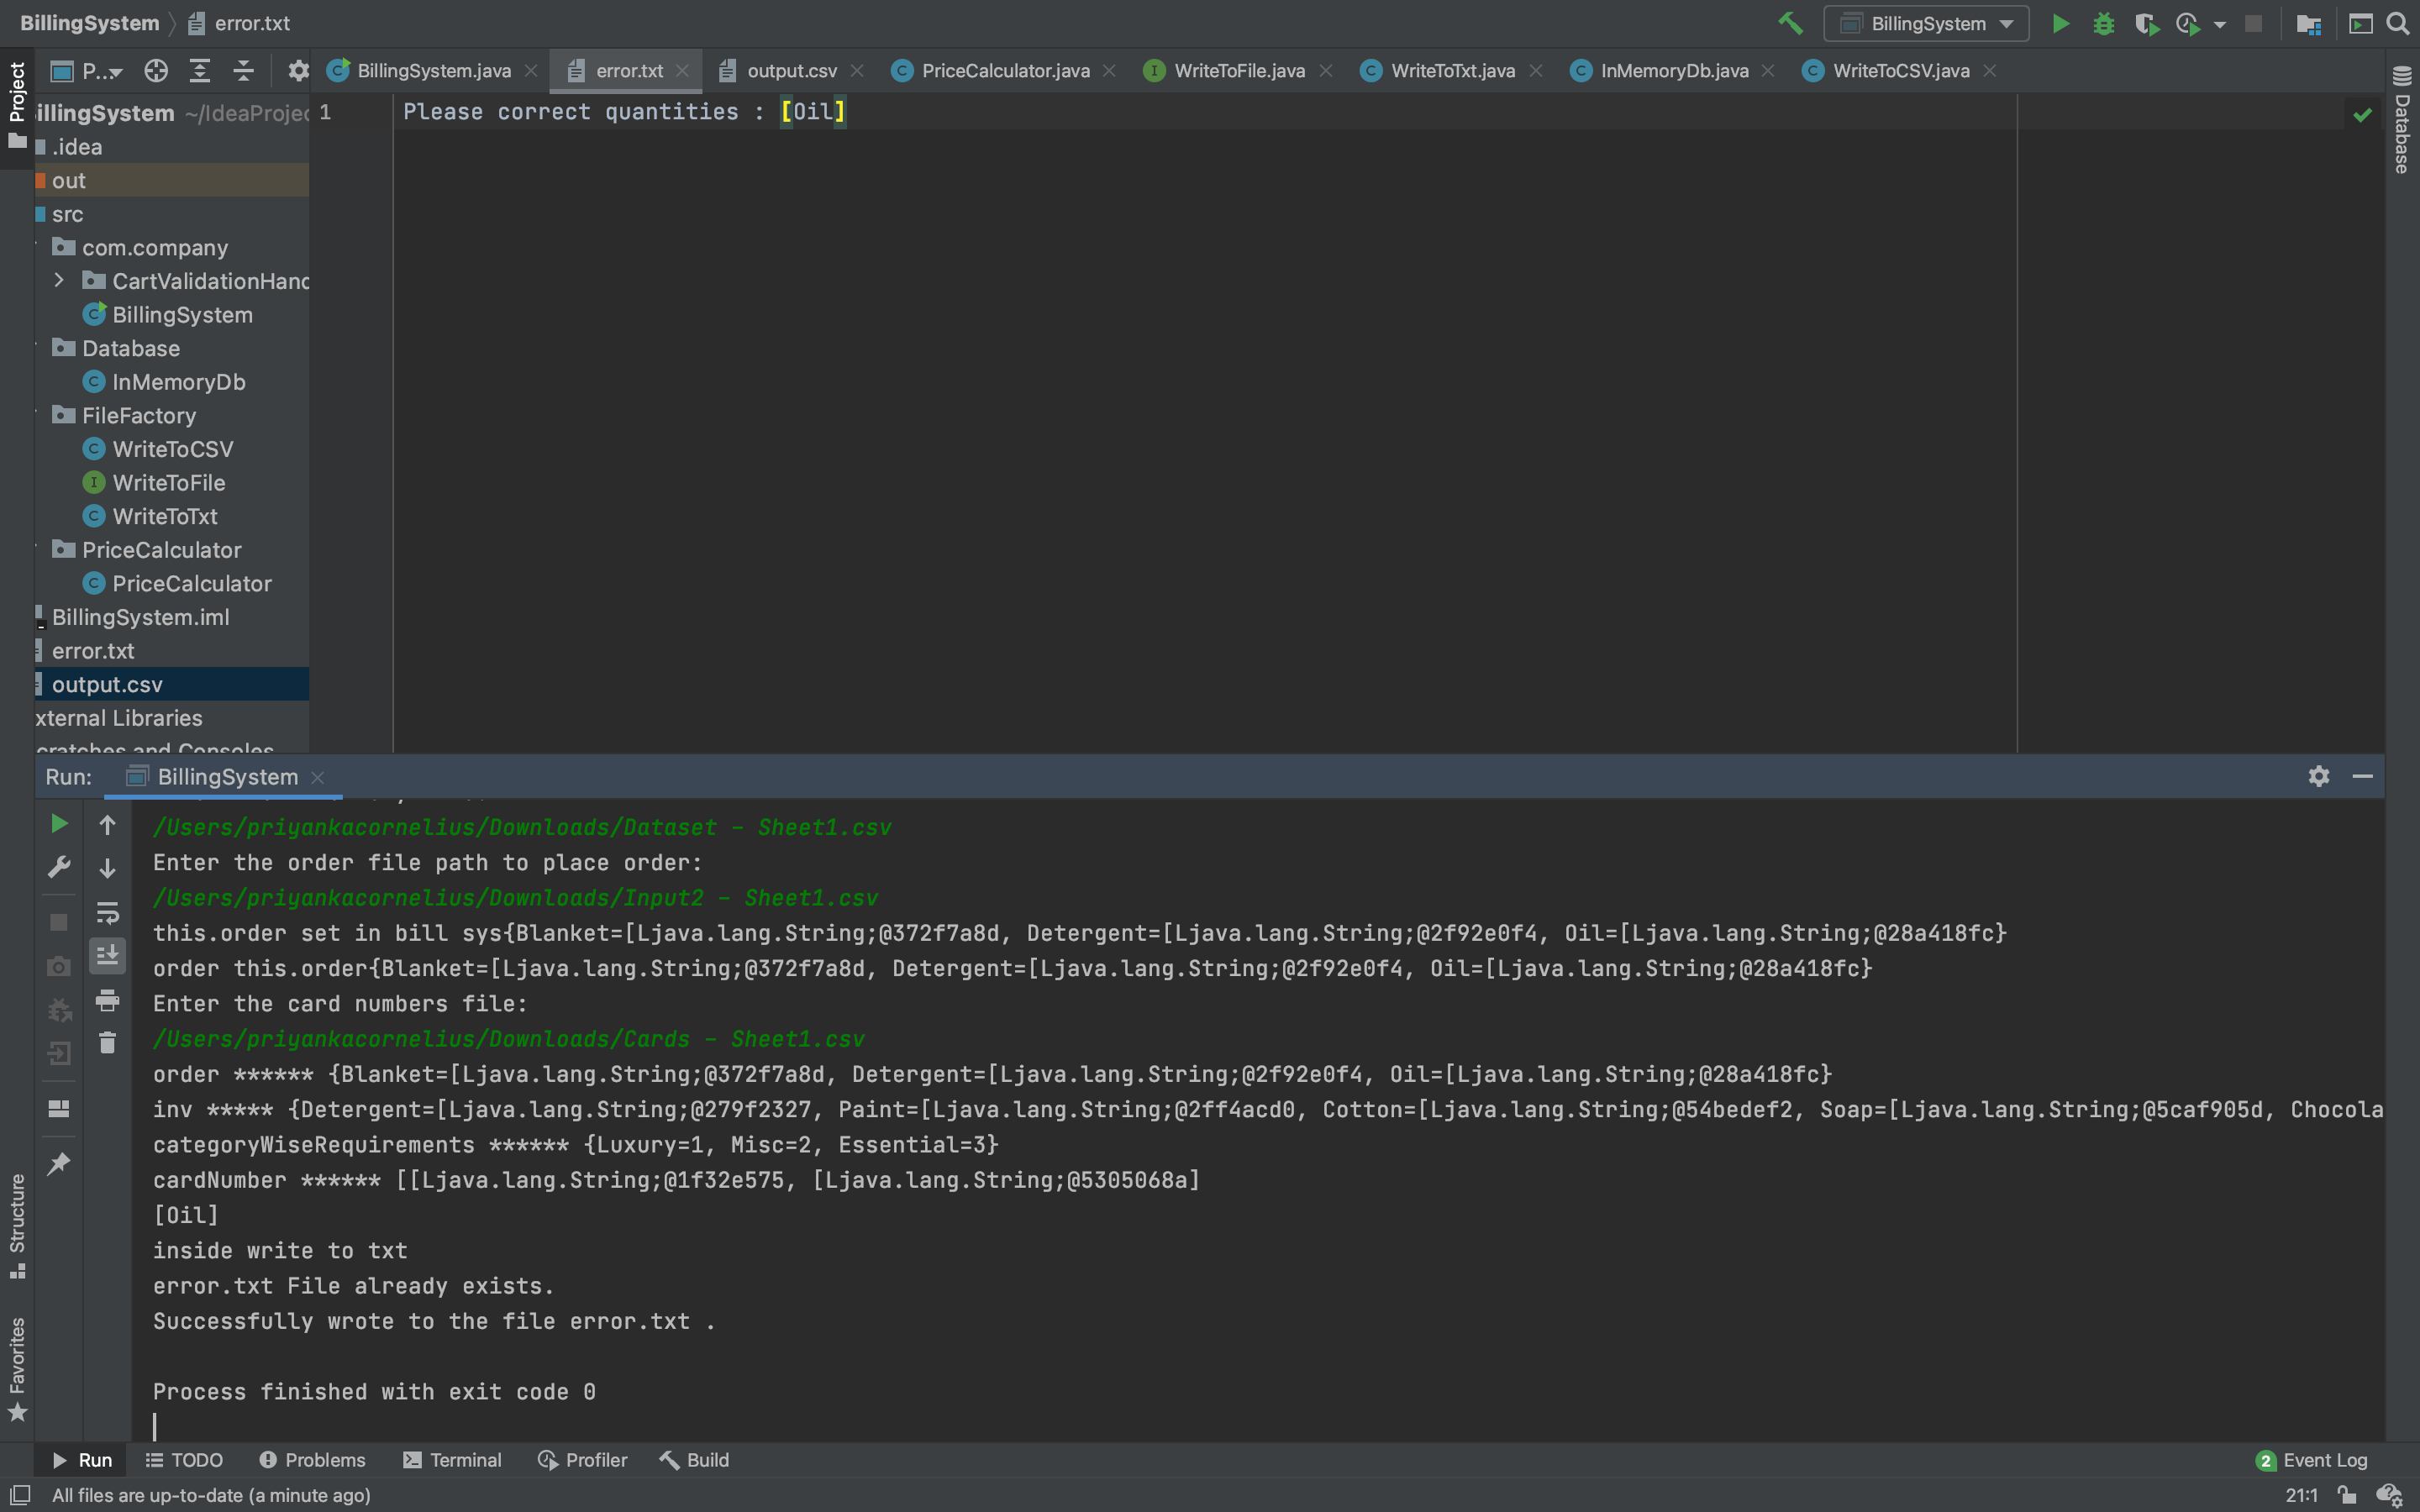 BillingSystem error.txt BillingSystem
Project P... BillingSystem.java error.txt output.csv PriceCalculator.java WriteToFile.java WriteToTxt.java InMemoryDb.java WriteToCSV.java
Database
illingSystem ~/IdeaProjec
.idea
out
src
com.company
CartValidationHand
BillingSystem
Database
InMemoryDb
FileFactory
WriteToCSV
WriteToFile
WriteToTxt
PriceCalculator
PriceCalculator
BillingSystem.iml
error.txt
output.csv
xternal Libraries
cratches and Consoles
1 Please correct quantities : [Oil]
Run: BillingSystem
/Users/priyankacornelius/Downloads/Dataset - Sheet1.csv
Enter the order file path to place order:
/Users/priyankacornelius/Downloads/Input2 - Sheet1.csv
this.order set in bill sys{Blanket=[Ljava.lang.String;@372f7a8d, Detergent=[Ljava.lang.String;@2f92e0f4, Oil=[Ljava.lang.String;@28a418fc}
order this.order{Blanket=[Ljava.lang.String;@372f7a8d, Detergent=[Ljava.lang.String;@2f92e0f4, Oil=[Ljava.lang.String;@28a418fc}
Enter the card numbers file:
/Users/priyankacornelius/Downloads/Cards - Sheet1.csv
order ****** {Blanket=[Ljava.lang.String;@372f7a8d, Detergent=[Ljava.lang.String;@2f92e0f4, Oil=[Ljava.lang.String;@28a418fc}
inv ***** {Detergent=[Ljava.lang.String;@279f2327, Paint=[Ljava.lang.String;@2ff4acd0, Cotton=[Ljava.lang.String;@54bedef2, Soap=[Ljava.lang.String;@5caf905d, Chocola
categoryWiseRequirements ****** {Luxury=1, Misc=2, Essential=3}
cardNumber ****** [[Ljava.lang.String;@1f32e575, [Ljava.lang.String;@5305068a]
[Oil]
inside write to txt
error.txt File already exists.
Successfully wrote to the file error.txt .
Process finished with exit code 0
Structure
Favorites
Run TODO Problems Terminal Profiler Build 2 Event Log
All files are up-to-date (a minute ago) 21:1